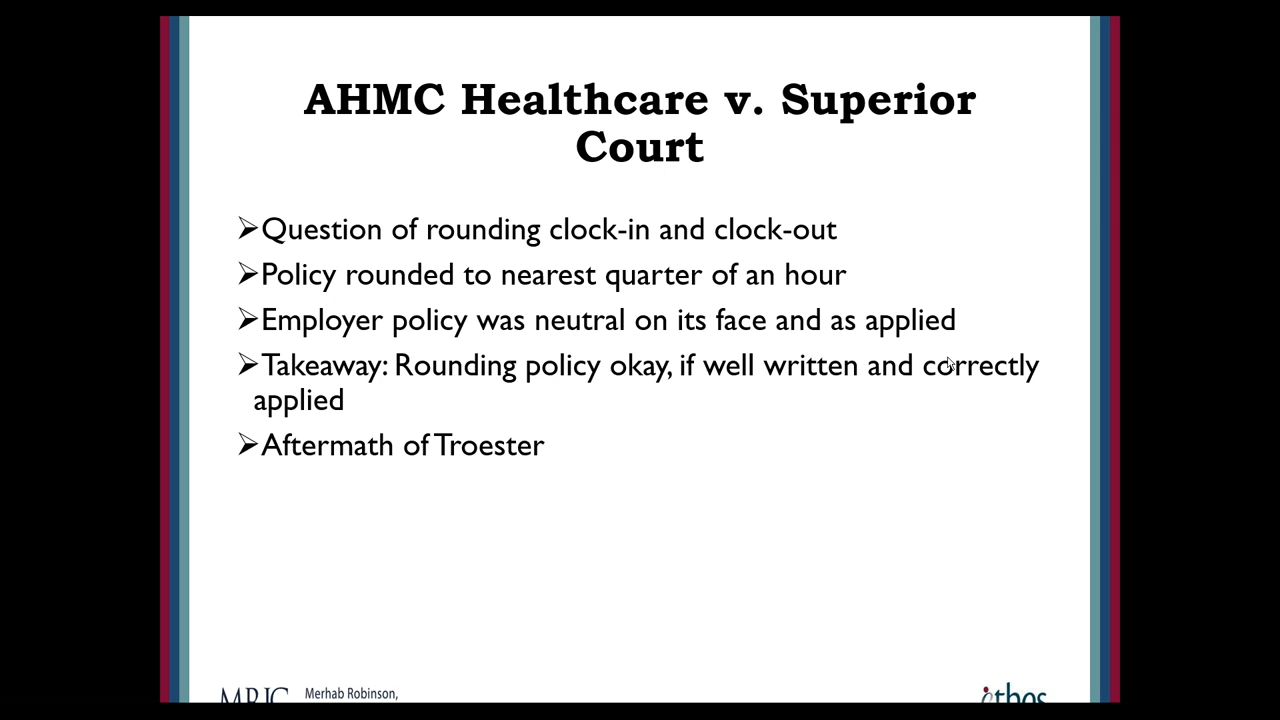 AHMC Healthcare v. Superior
Court
➢Question of rounding clock-in and clock-out
➢Policy rounded to nearest quarter of an hour
➢Employer policy was neutral on its face and as applied
➢Takeaway: Rounding policy okay, if well written and correctly
applied
➢Aftermath of Troester
MRJC Merhab Robinson,
ethos